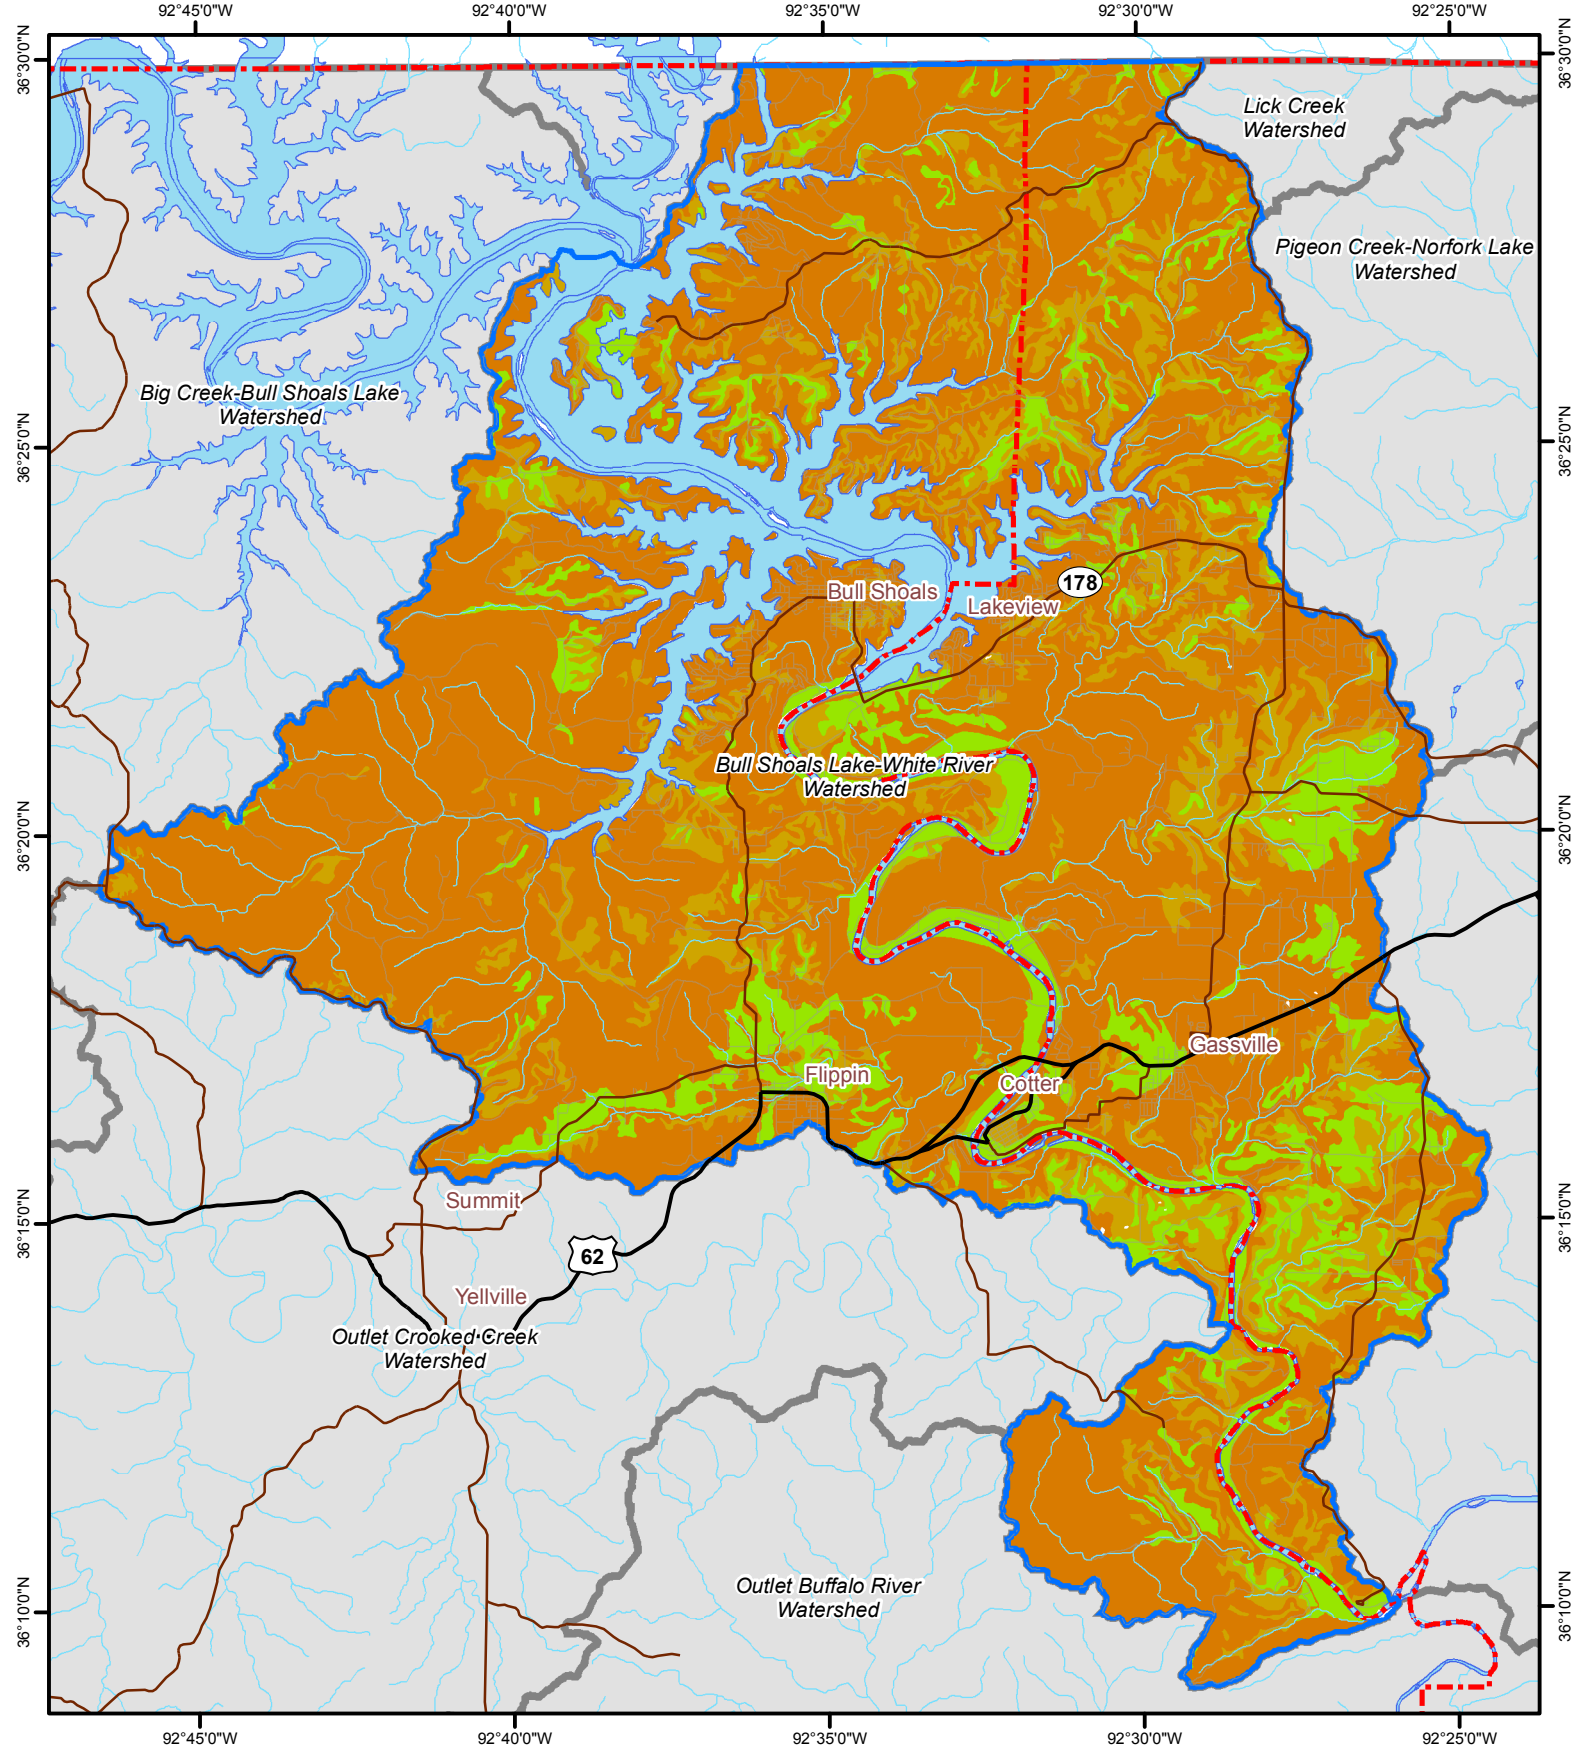 92°45'0"W
92°40'0"W
92°35'0"W
92°30'0"W
92°25'0"W
36°30'0"N
36°30'0"N
Lick Creek
Watershed
Pigeon Creek-Norfork Lake
Watershed
Big Creek-Bull Shoals Lake
Watershed
36°25'0"N
36°25'0"N
178
Bull Shoals
Lakeview
Bull Shoals Lake-White River
Watershed
36°20'0"N
36°20'0"N
Gassville
Flippin
Cotter
Summit
36°15'0"N
36°15'0"N
62
Yellville
Outlet Crooked Creek
Watershed
Outlet Buffalo River
Watershed
36°10'0"N
36°10'0"N
92°45'0"W
92°40'0"W
92°35'0"W
92°30'0"W
92°25'0"W